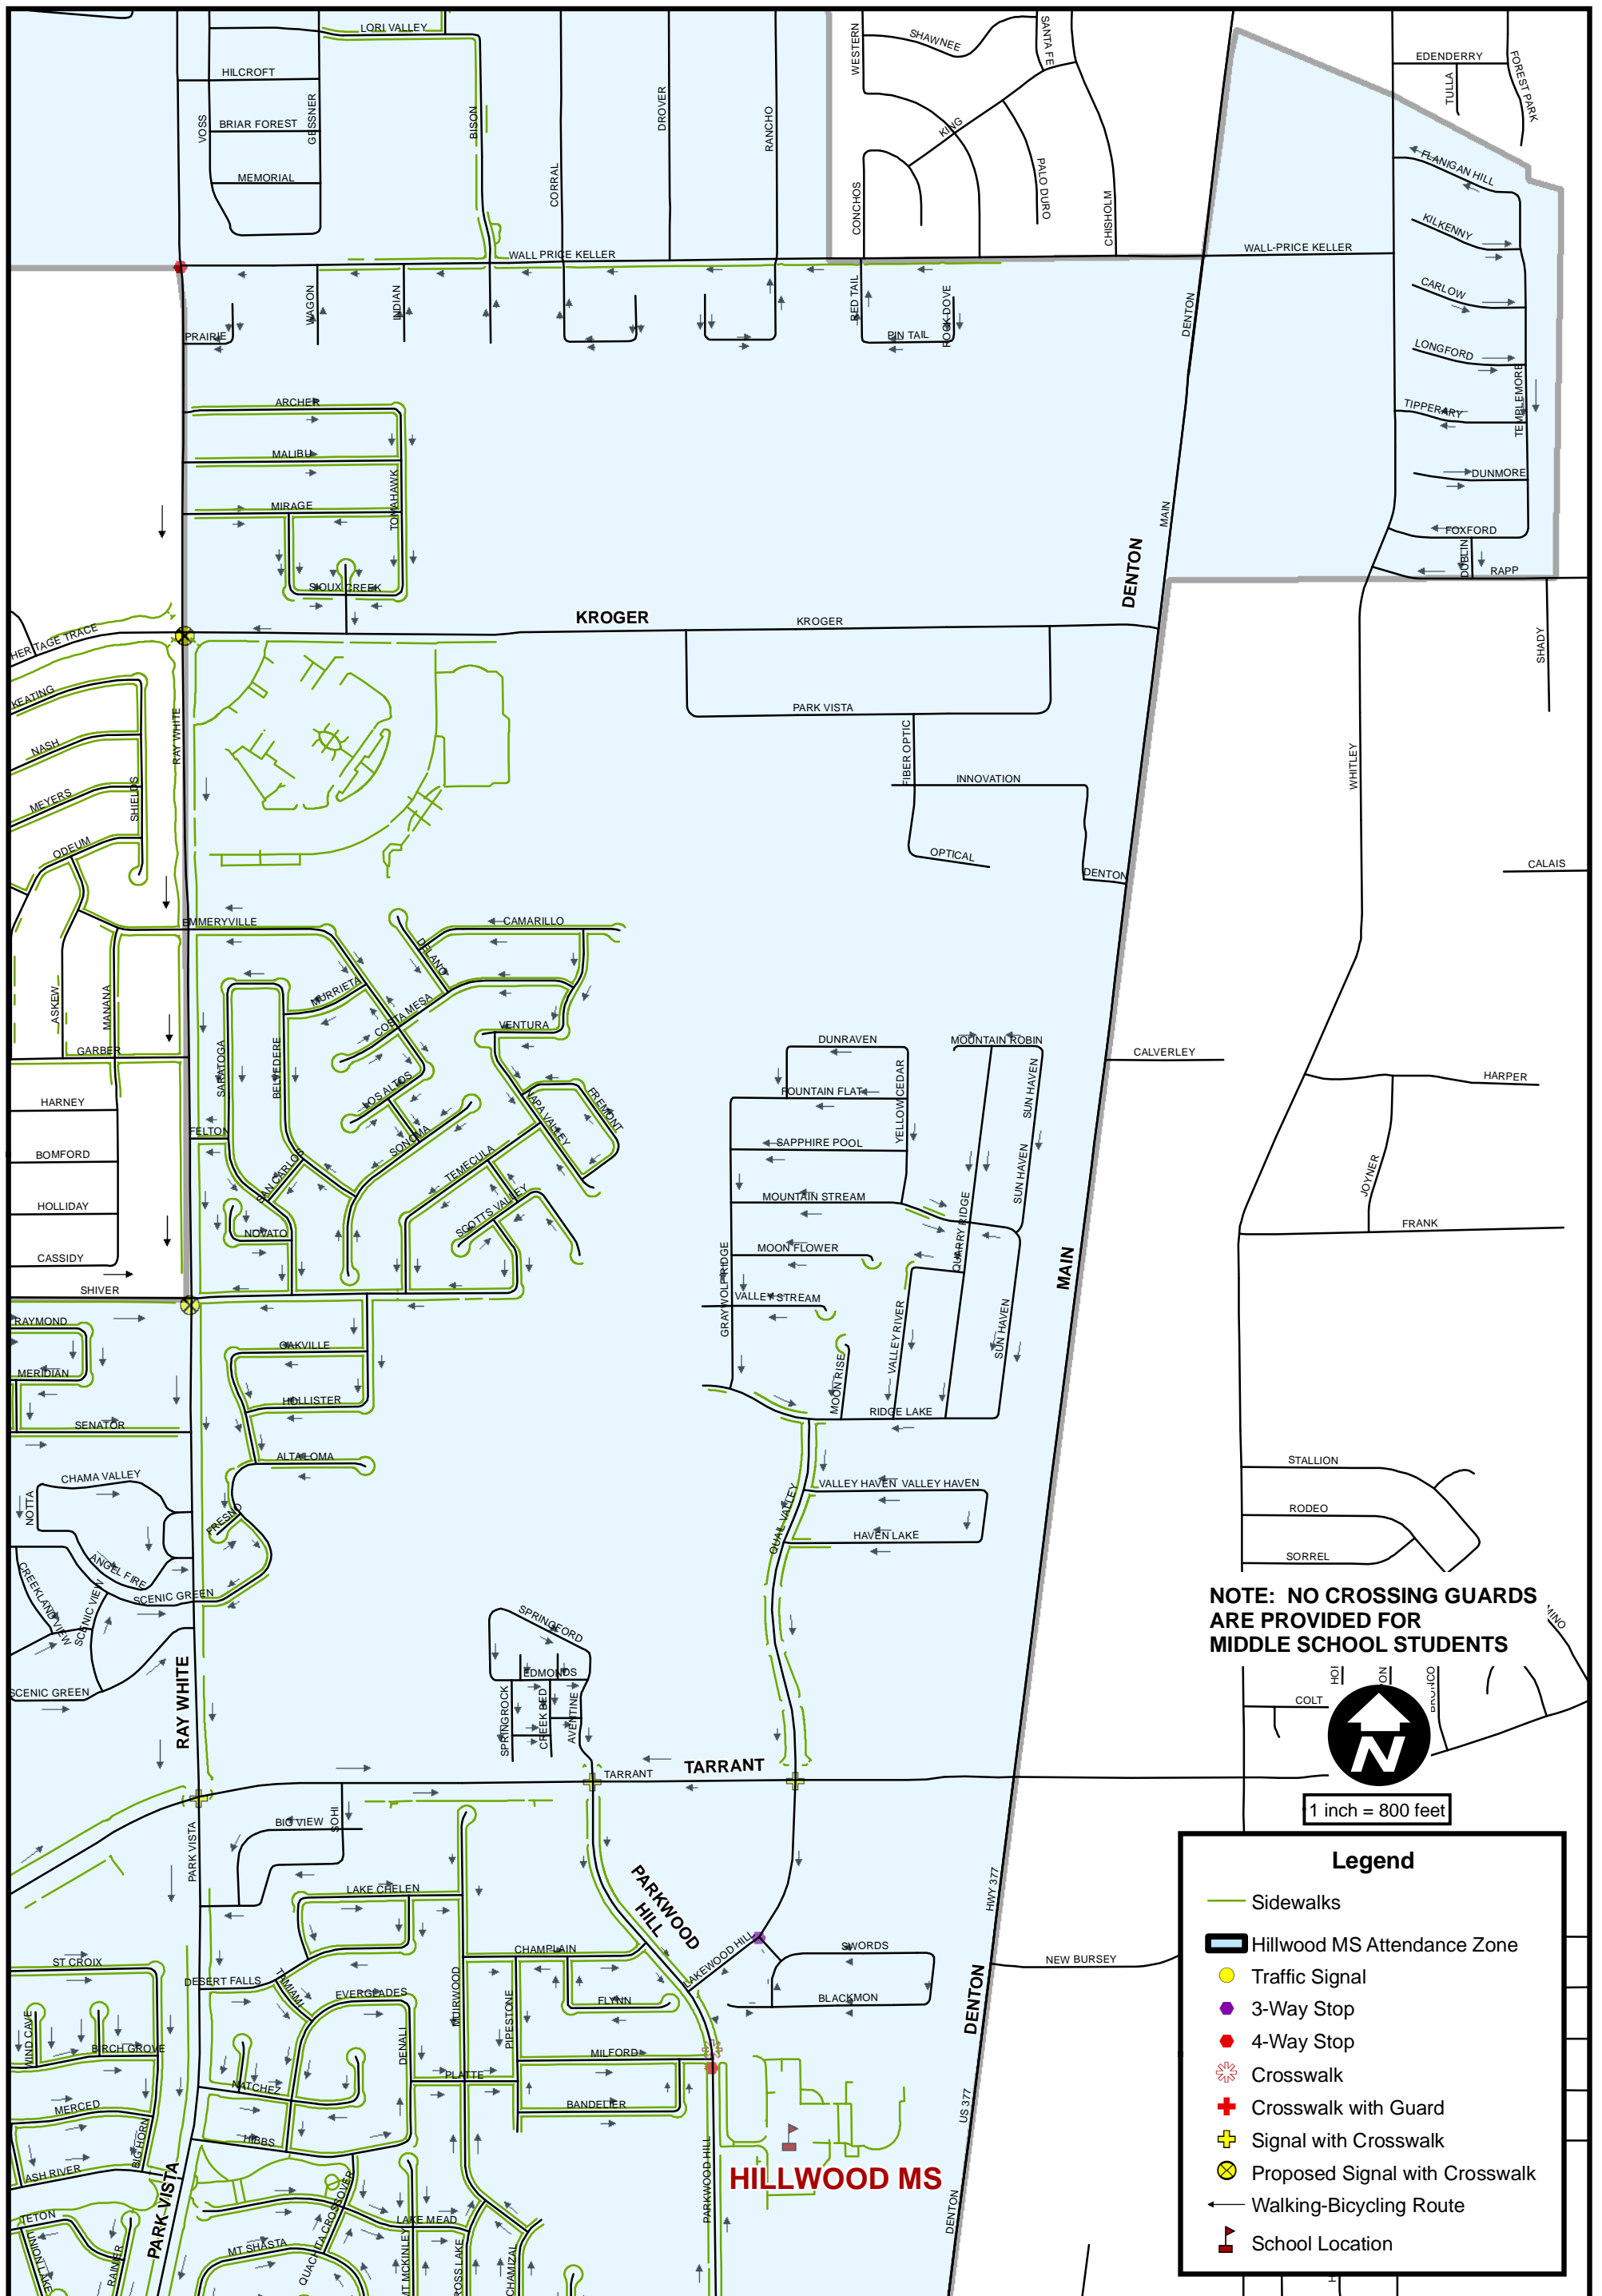 LORI VALLEY
HILCROFT
VOSS
GESSNER
BRIAR FOREST
MEMORIAL
BISON
CORRAL
DROVER
RANCHO
WESTERN
SHAWNEE
SANTA FE
KING
PALO DURO
CONCHOS
CHISHOLM
EDENDERRY
TULLA
FOREST PARK
FLANIGAN HILL
KILKENNY
CARLOW
LONGFORD
TEMPLEMORE
TIPPERARY
DUNMORE
FOXFORD
DUBLIN
RAPP
WALL PRICE KELLER
WALL-PRICE KELLER
WAGON
INDIAN
PRAIRIE
RED TAIL
PIN TAIL
ROCK DOVE
DENTON
MAIN
DENTON
ARCHER
MALIBU
MIRAGE
TOMAHAWK
SIOUX CREEK
KROGER
KROGER
SHADY
HERITAGE TRACE
KEATING
NASH
MEYERS
SHIELDS
ODEUM
RAY WHITE
PARK VISTA
FIBER OPTIC
INNOVATION
OPTICAL
DENTON
WHITLEY
CALAIS
EMMERYVILLE
CAMARILLO
DELANO
MURRIETA
COSTA MESA
VENTURA
ASKEW
MANANA
GARBER
SARATOGA
BELVEDERE
LOS ALTOS
NAPA VALLEY
FREMONT
HARNEY
FELTON
SONOMA
TEMECULA
BOMFORD
SAN CARLOS
SCOTTS VALLEY
HOLLIDAY
NOVATO
CASSIDY
SHIVER
DUNRAVEN
MOUNTAIN ROBIN
CALVERLEY
FOUNTAIN FLAT
YELLOW CEDAR
SUN HAVEN
SAPPHIRE POOL
SUN HAVEN
MOUNTAIN STREAM
QUARRY RIDGE
MOON FLOWER
GRAYWOLF RIDGE
VALLEY STREAM
VALLEY RIVER
SUN HAVEN
MOON RISE
RIDGE LAKE
MAIN
HARPER
JOYNER
FRANK
RAYMOND
MERIDIAN
SENATOR
OAKVILLE
HOLLISTER
ALTA LOMA
CHAMA VALLEY
NOTTA
FRESNO
ANGEL FIRE
CREEKLAND VIEW
SCENIC VIEW
SCENIC GREEN
SCENIC GREEN
RAY WHITE
QUAIL VALLEY
VALLEY HAVEN
VALLEY HAVEN
HAVEN LAKE
STALLION
RODEO
SORREL
NOTE: NO CROSSING GUARDS
ARE PROVIDED FOR
MIDDLE SCHOOL STUDENTS
COLT
N
1 inch = 800 feet
SPRINGFORD
EDMONDS
SPRINGROCK
CREEK BED
AVENTINE
TARRANT
TARRANT
PARK VISTA
BIG VIEW
SOHI
PARKWOOD
HILL
HWY 377
LAKE CHELEN
CHAMPLAIN
LAKEWOOD HILL
SWORDS
NEW BURSEY
BLACKMON
ST CROIX
DESERT FALLS
TAMIAMI
EVERGLADES
MUIRWOOD
FLYNN
PIPESTONE
DENTON
WIND CAVE
BIRCH GROVE
DENALI
MILFORD
PLATTE
NATCHEZ
MERCED
BANDELIER
BIG HORN
HIBBS
ASH RIVER
US 377
PARKWOOD HILL
HILLWOOD MS
PARK VISTA
TETON
UNION LAKE
RAINIER
MT SHASTA
QUACHITA CROSSOVER
LAKE MEAD
MT MCKINLEY
CROSS LAKE
CHAMIZAL
DENTON
Legend
Sidewalks
Hillwood MS Attendance Zone
Traffic Signal
3-Way Stop
4-Way Stop
Crosswalk
Crosswalk with Guard
Signal with Crosswalk
Proposed Signal with Crosswalk
Walking-Bicycling Route
School Location